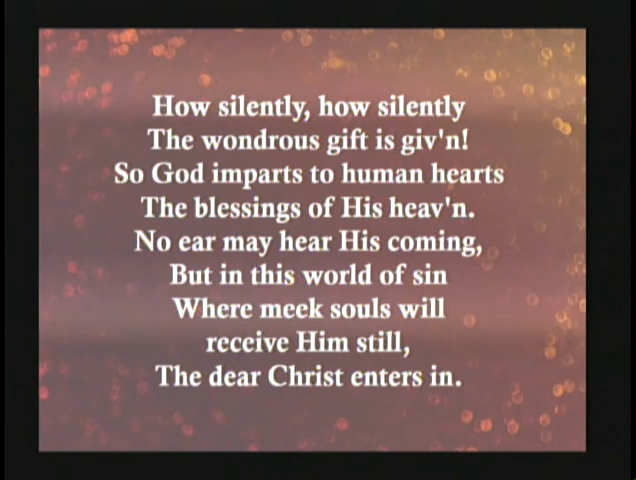 How silently, how silently
The wondrous gift is giv'n!
So God imparts to human hearts
The blessings of His heav'n.
No ear may hear His coming,
But in this world of sin
Where meek souls will
receive Him still,
The dear Christ enters in.